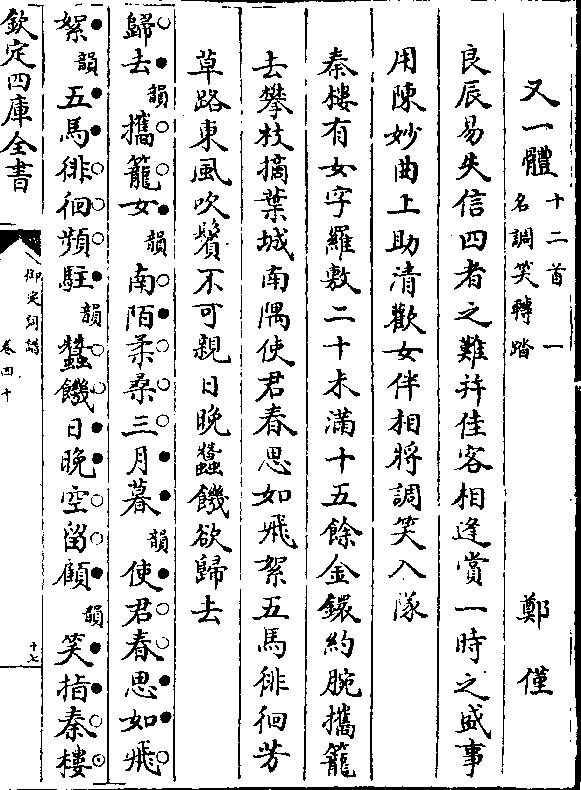 又一體 十二首 一名調笑轉踏 鄭僅
良辰易失信四者之難并佳客相逢賞一時之盛事
用陳妙曲上助清歡女伴相將調笑入隊
秦樓有女字羅敷二十未滿十五餘金鐶約腕攜籠
去攀枝摘葉城南隅使君春思如飛絮五馬徘徊芳
草路東風吹鬢不可親日晚蠶饑欲歸去
歸去韻攜籠女韻南陌柔桑三月暮韻使君春思如飛
絮韻五馬徘徊頻駐韻蠶饑日晚空留顧韻笑指秦樓
欽定四庫全書
御定詞譜 卷四十
十七